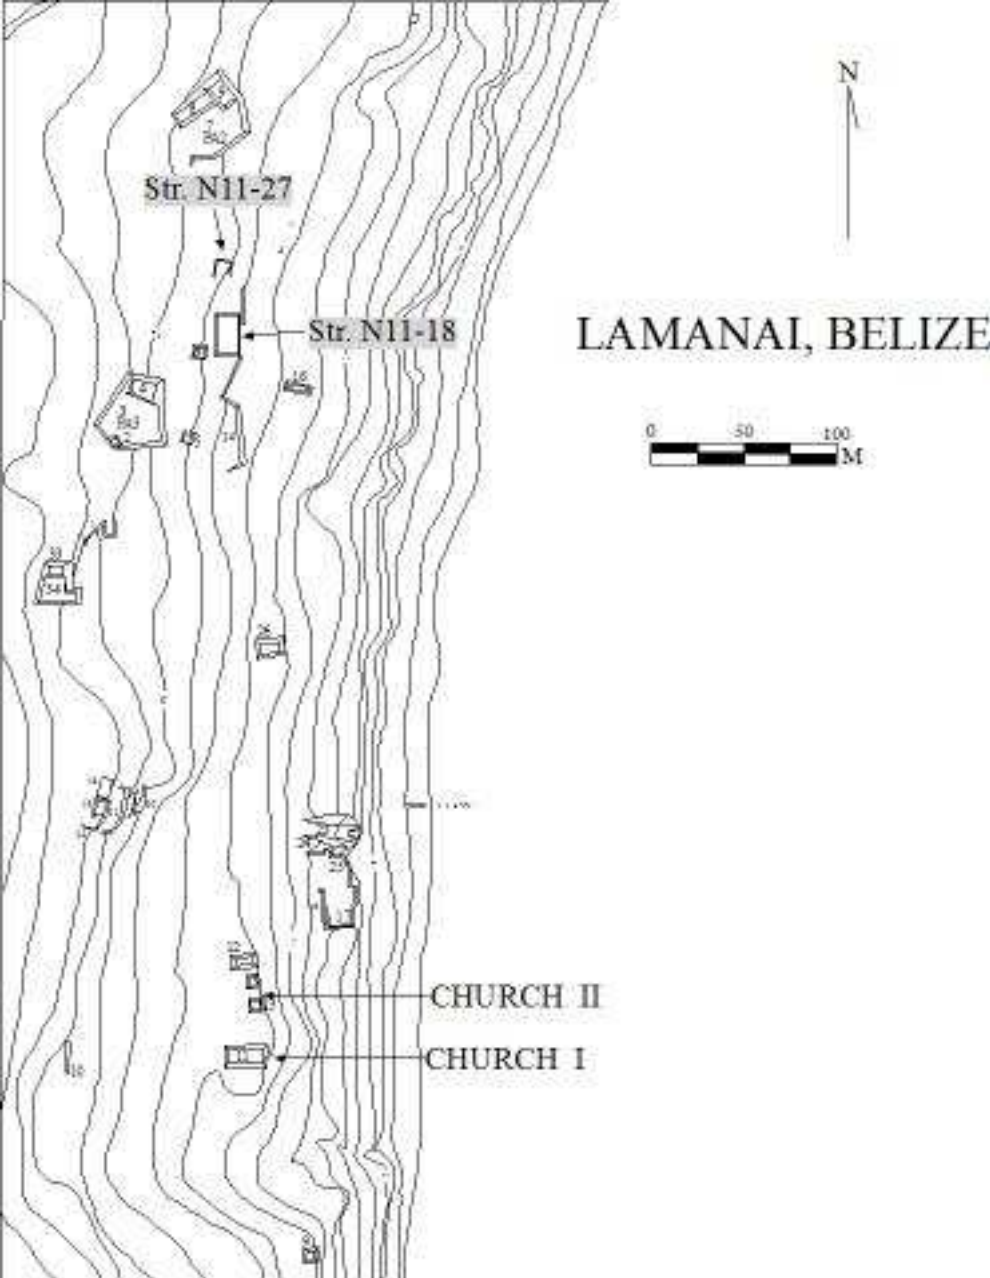 N
Str. N11-27
LAMANAI, BELIZE
Str. N11-18
0 50 100
M
CHURCH II
CHURCH I